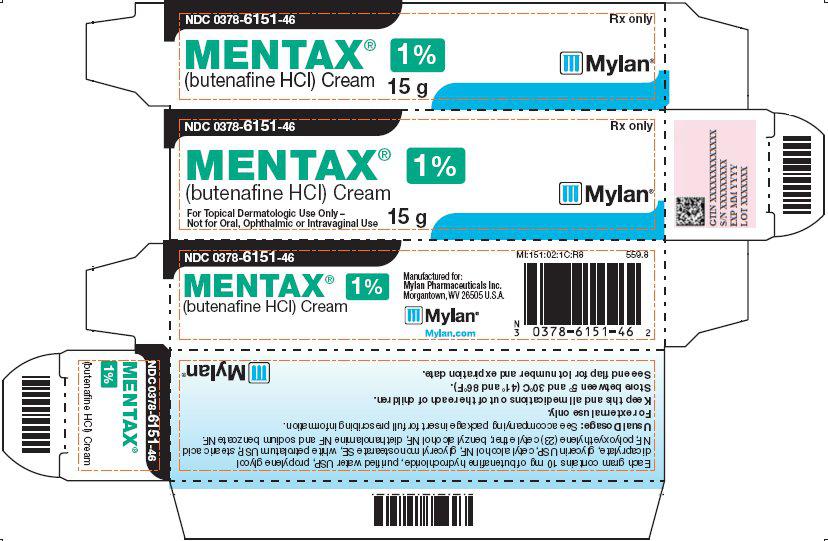 NDC 0378-6151-46
Rx only
MENTAX® 1%
(butenafine HCl) Cream 15 g
Mylan®
NDC 0378-6151-46
Rx only
MENTAX® 1%
(butenafine HCl) Cream
For Topical Dermatologic Use Only –
Not for Oral, Ophthalmic or Intravaginal Use
15 g
Mylan®
GTIN XXXXXXXXXXXXXX
S/N XXXXXXXX
EXP MM YYYY
LOT XXXXXX
NDC 0378-6151-46
MENTAX® 1%
(butenafine HCl) Cream
Manufactured for:
Mylan Pharmaceuticals Inc.
Morgantown, WV 26505 U.S.A.
Mylan®
Mylan.com
MI:151:02:1C:R8 559.8
N
3 0378-6151-46 2
NDC 0378-6151-46
MENTAX®
1%
(butenafine HCl) Cream
Each gram contains 10 mg of butenafine hydrochloride, purified water USP, propylene glycol
dicaprylate, glycerin USP, cetyl alcohol NF, glyceryl monostearate SE, white petrolatum USP, stearic acid
NF, polyoxyethylene (23) cetyl ether, benzyl alcohol NF, diethanolamine NF, and sodium benzoate NF.
Usual Dosage: See accompanying package insert for full prescribing information.
For external use only.
Keep this and all medications out of the reach of children.
Store between 5° and 30°C (41° and 86°F).
See end flap for lot number and expiration date.
Mylan®